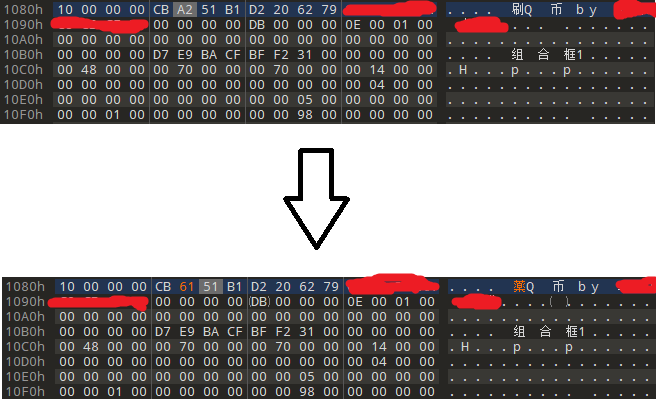 1080h 10 00 00 00 CB A2 51 B1 D2 20 62 79 . . . . 刷Q 币 by
1090h 00 00 00 00 DB 00 00 00 0E 00 01 00 . . . . . . . . . . . .
10A0h 00 00 00 00 00 00 00 00 00 00 00 00 00 00 00 00 . . . . . . . . . . . . . . . .
10B0h 00 00 00 00 D7 E9 BA CF BF F2 31 00 00 00 00 00 . . . . 组 合 框1 . . . . .
10C0h 00 48 00 00 00 70 00 00 00 70 00 00 00 14 00 00 . H . . . p . . . p . . . . . .
10D0h 00 00 00 00 00 00 00 00 00 00 00 00 00 04 00 00 . . . . . . . . . . . . . . . .
10E0h 00 00 00 00 00 00 00 00 00 00 05 00 00 00 00 00 . . . . . . . . . . . . . . . .
10F0h 00 00 01 00 00 00 00 00 00 00 98 00 00 00 00 00 . . . . . . . . . . . . . . . .
1080h 10 00 00 00 CB 61 51 B1 D2 20 62 79 . . . . 薬Q 币 by
1090h 00 00 00 00 (DB) 00 00 00 0E 00 01 00 . . . . ( ) . . . . . . .
10A0h 00 00 00 00 00 00 00 00 00 00 00 00 00 00 00 00 . . . . . . . . . . . . . . . .
10B0h 00 00 00 00 D7 E9 BA CF BF F2 31 00 00 00 00 00 . . . . 组 合 框1 . . . . .
10C0h 00 48 00 00 00 70 00 00 00 70 00 00 00 14 00 00 . H . . . p . . . p . . . . . .
10D0h 00 00 00 00 00 00 00 00 00 00 00 00 00 04 00 00 . . . . . . . . . . . . . . . .
10E0h 00 00 00 00 00 00 00 00 00 00 05 00 00 00 00 00 . . . . . . . . . . . . . . . .
10F0h 00 00 01 00 00 00 00 00 00 00 98 00 00 00 00 00 . . . . . . . . . . . . . . . .